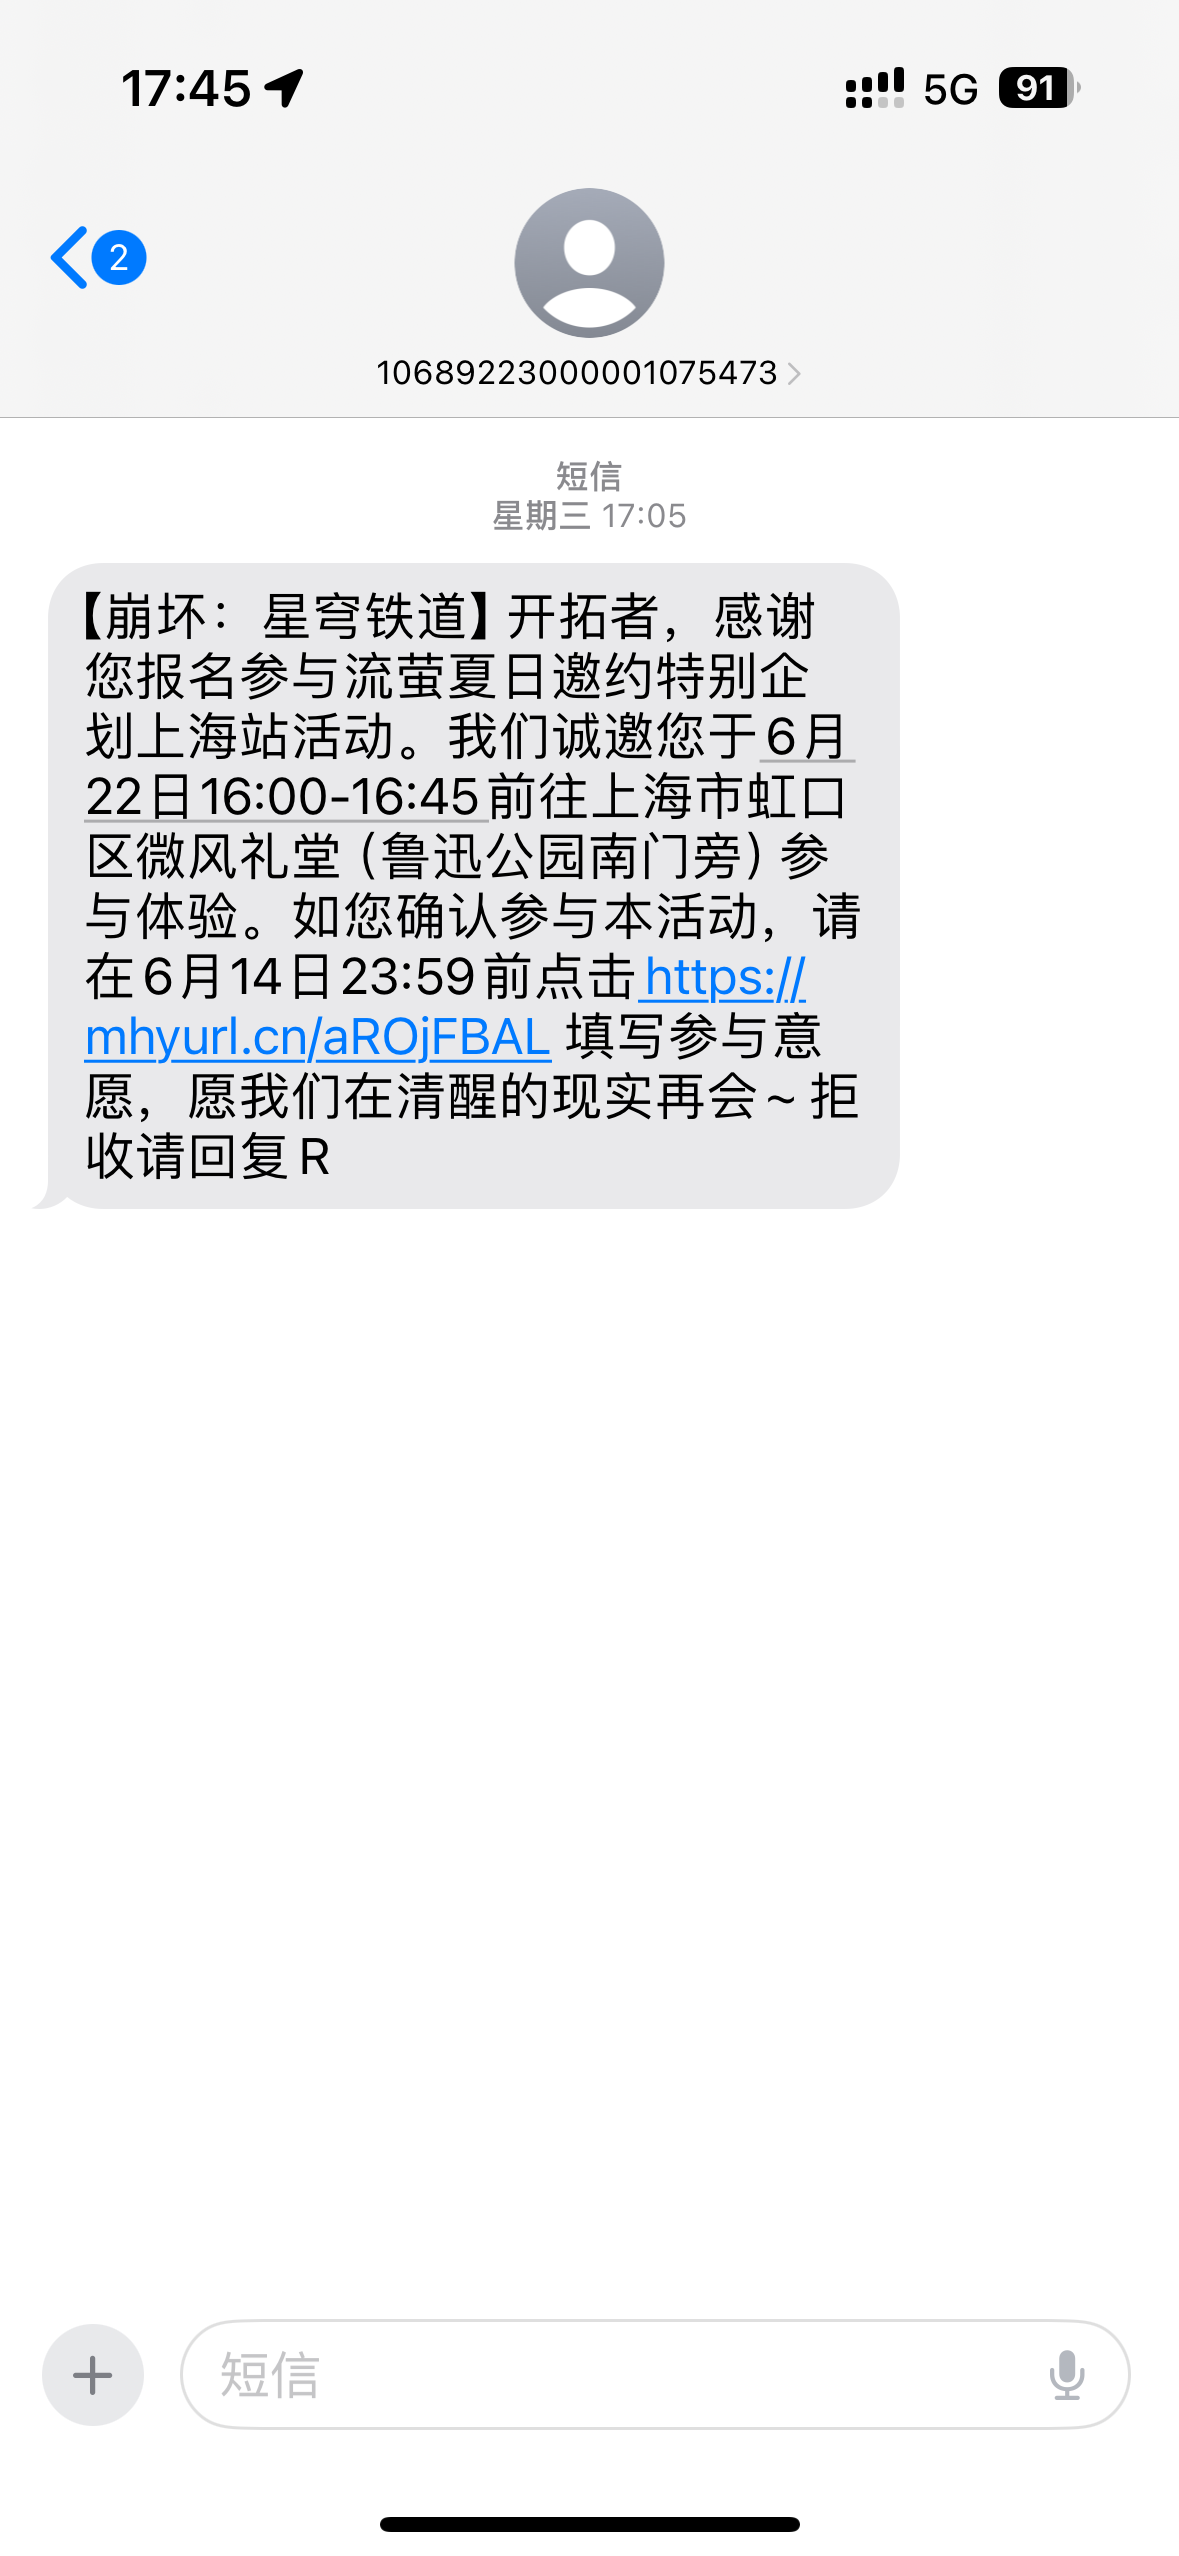 17:45
5G 91
2
10689223000001075473
短信
星期三 17:05
【崩坏：星穹铁道】开拓者，感谢
您报名参与流萤夏日邀约特别企
划上海站活动。我们诚邀您于6月
22日16:00-16:45前往上海市虹口
区微风礼堂（鲁迅公园南门旁）参
与体验。如您确认参与本活动，请
在6月14日23:59前点击https://
mhyurl.cn/aROjFBAL 填写参与意
愿，愿我们在清醒的现实再会~ 拒
收请回复R
短信